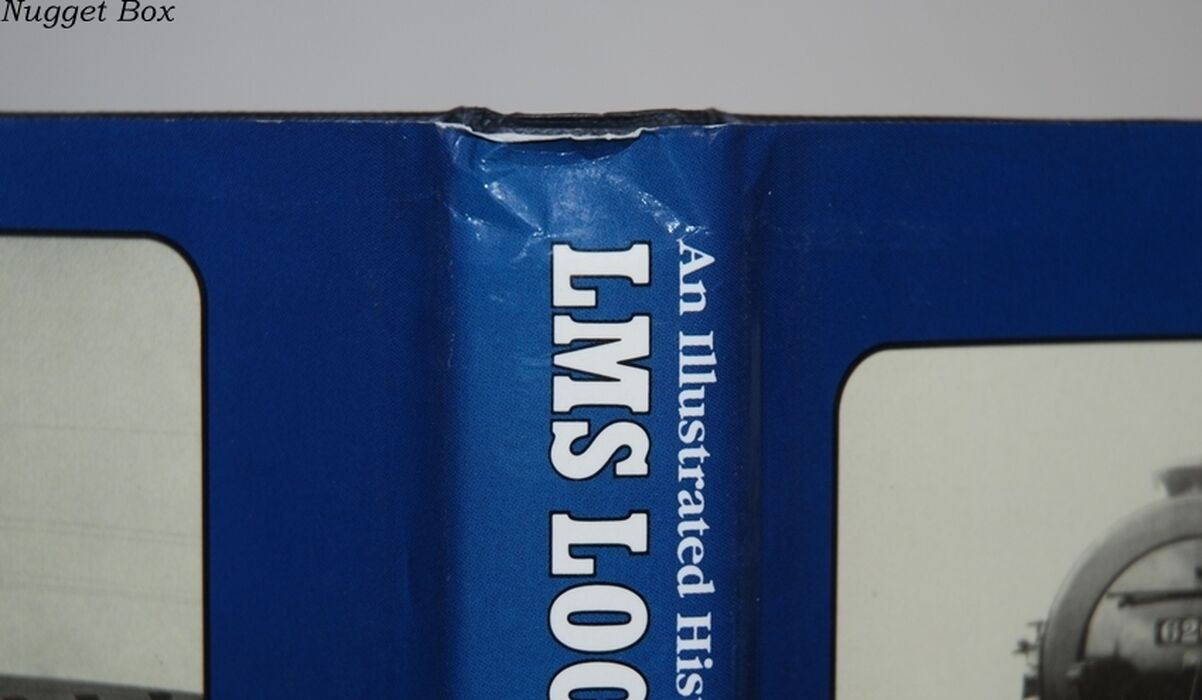 Nugget Box
An Illustrated His
LMS LOC
62